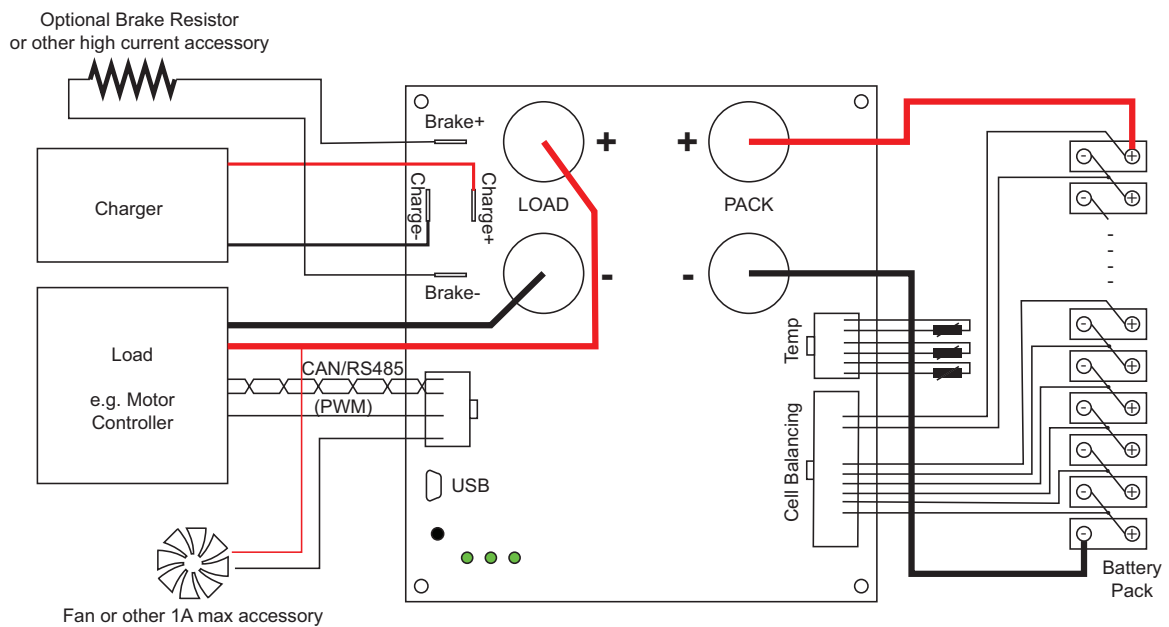 Optional Brake Resistor
or other high current accessory
Brake+
+
+
Charger
Charge-
Charge+
LOAD
PACK
-
-
Brake-
Load
e.g. Motor
Controller
CAN/RS485
(PWM)
Temp
Cell Balancing
USB
Fan or other 1A max accessory
- +
- +
- +
- +
- +
- +
- +
- +
Battery
Pack